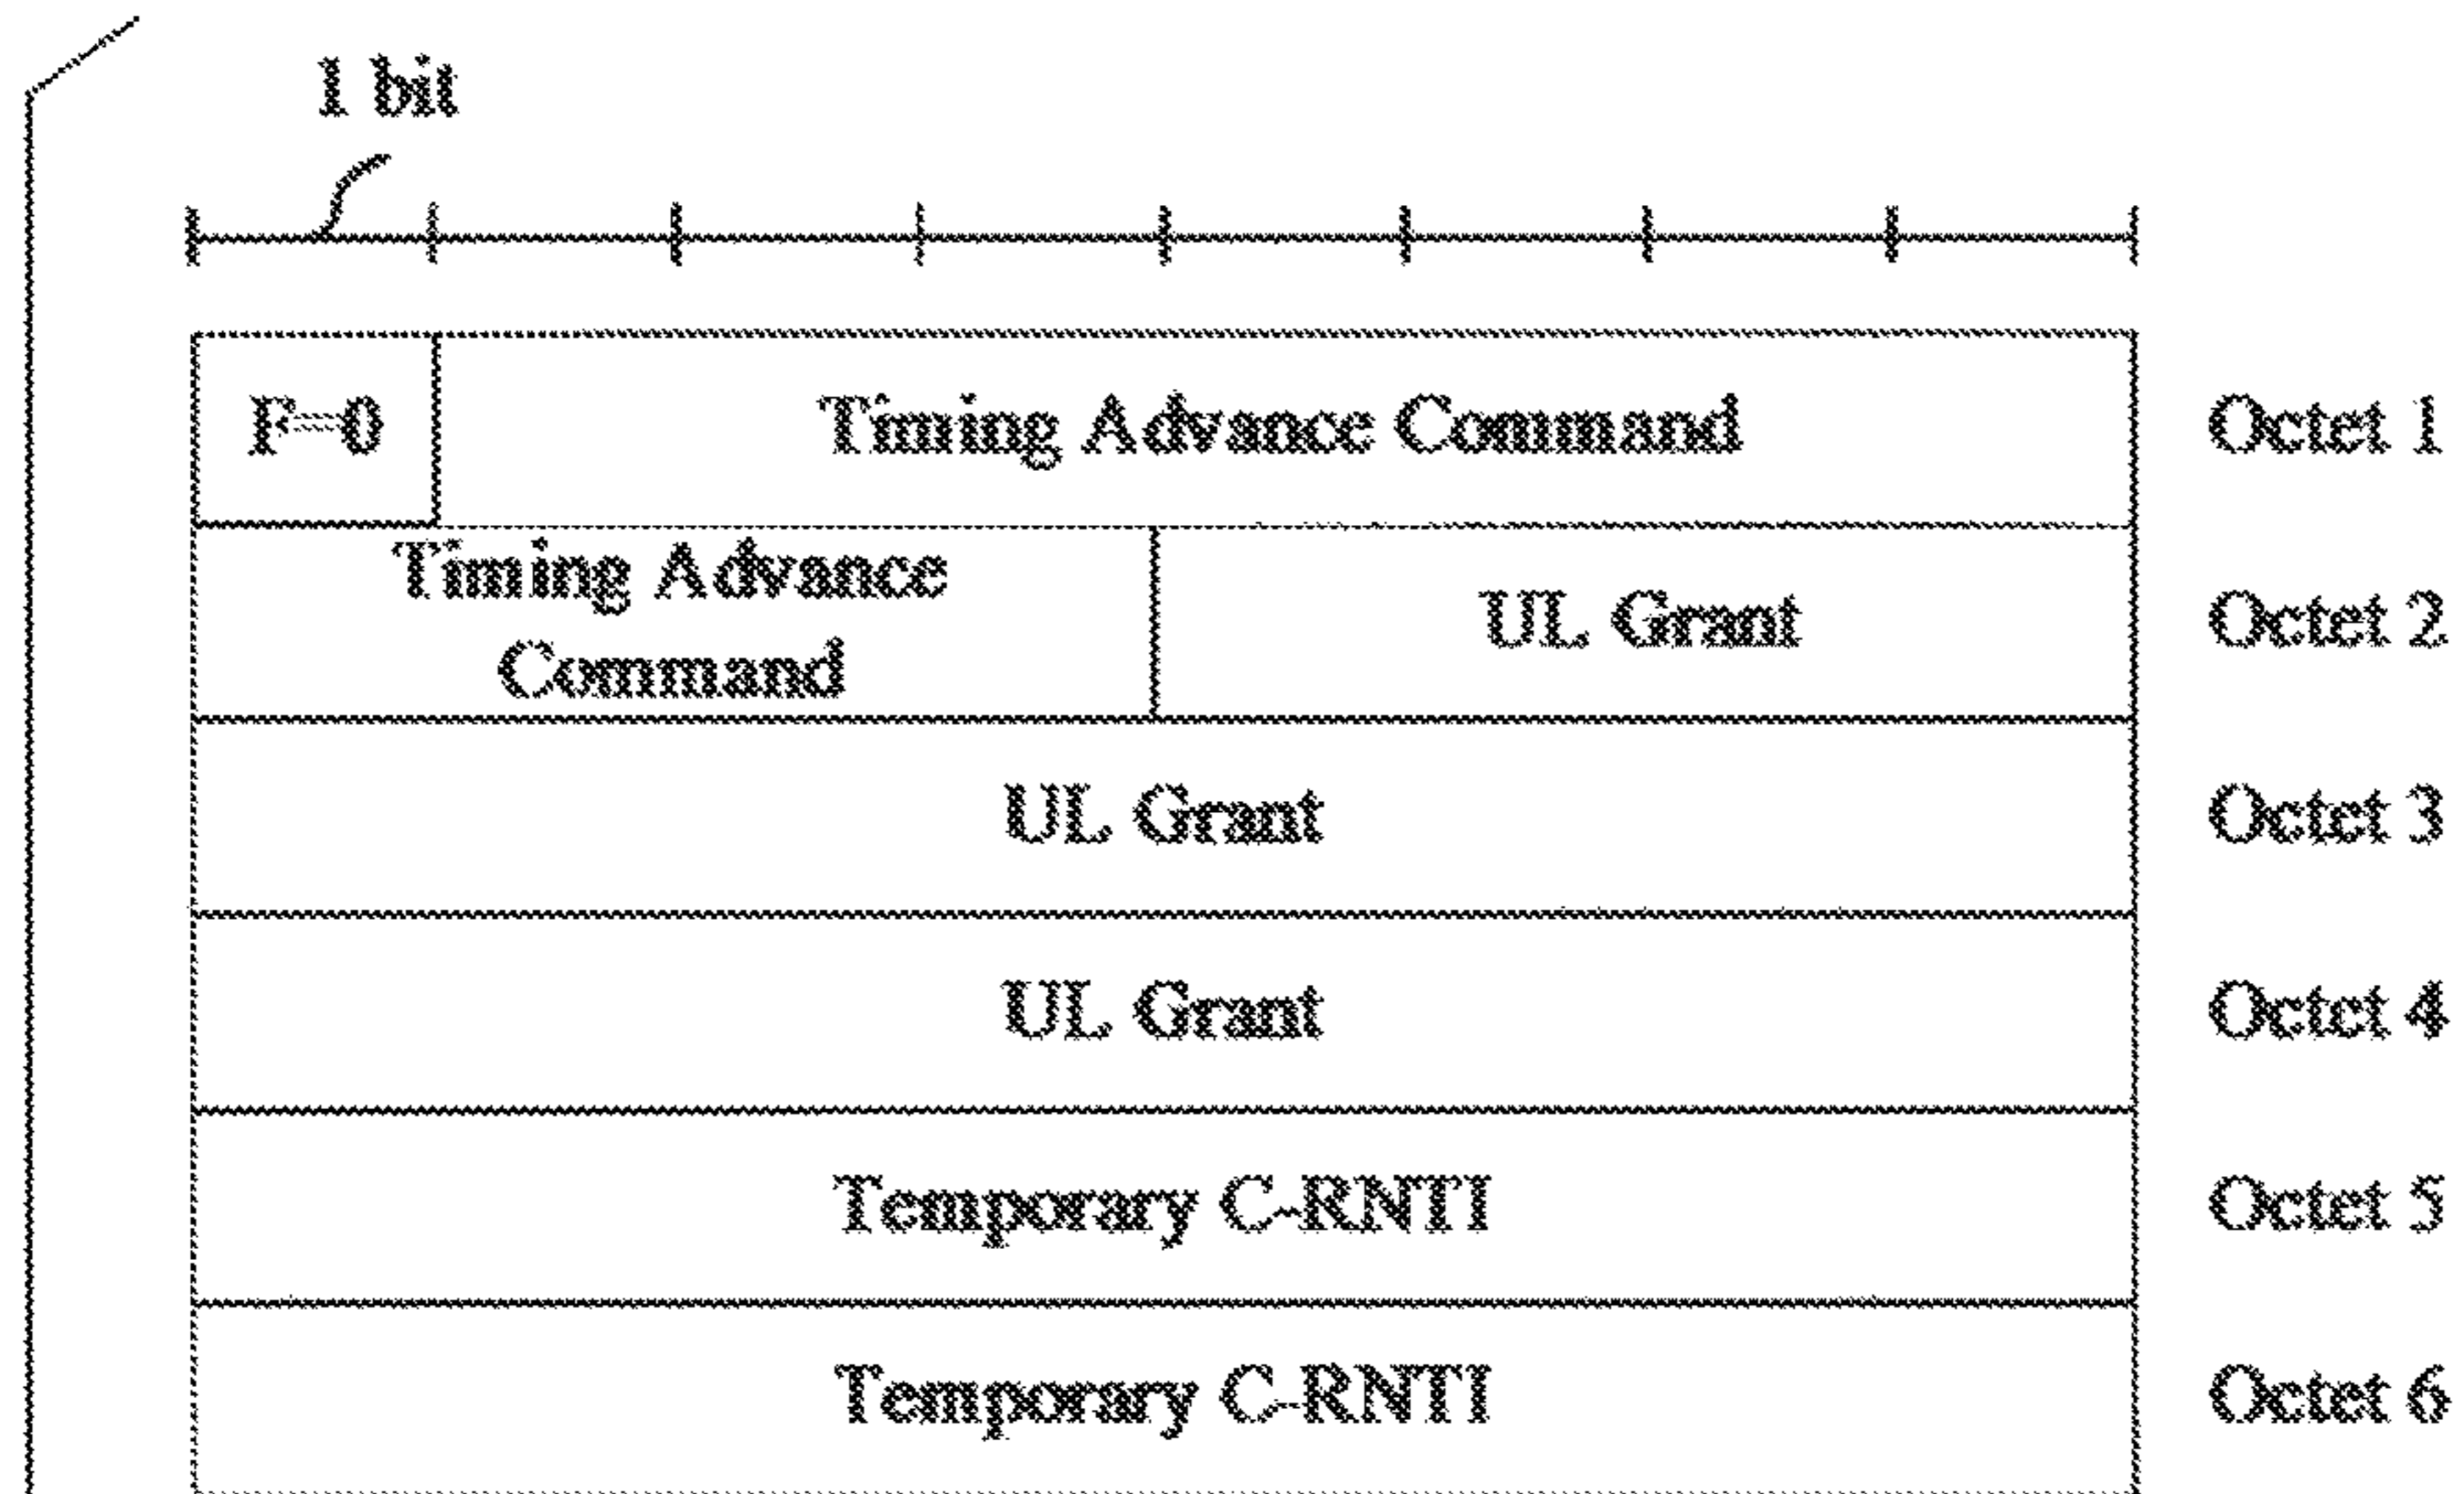 1 bit
F=0 Timing Advance Command Octet 1
Timing Advance
Command
UL Grant Octet 2
UL Grant Octet 3
UL Grant Octet 4
Temporary C-RNTI Octet 5
Temporary C-RNTI Octet 6